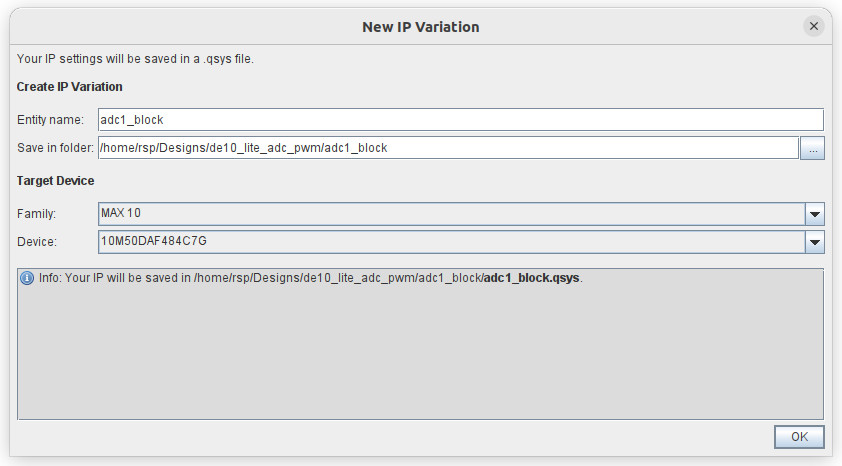 New IP Variation
Your IP settings will be saved in a .qsys file.
Create IP Variation
Entity name: adc1_block
Save in folder: /home/rsp/Designs/de10_lite_adc_pwm/adc1_block ...
Target Device
Family: MAX 10
Device: 10M50DAF484C7G
Info: Your IP will be saved in /home/rsp/Designs/de10_lite_adc_pwm/adc1_block/adc1_block.qsys.
OK